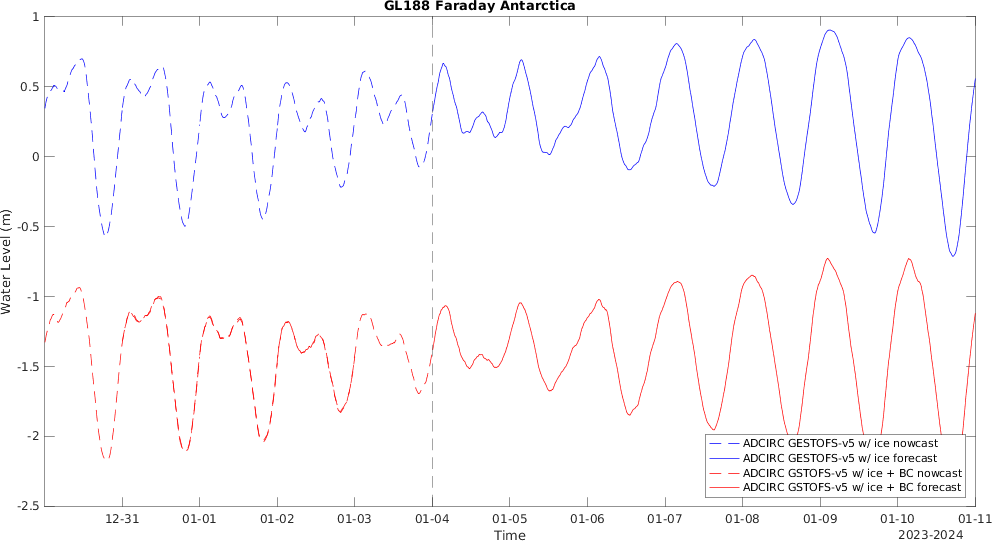 GL188 Faraday Antarctica
1
0.5
0
-0.5
-1
-1.5
-2
-2.5
Water Level (m)
ADCIRC GESTOFS-v5 w/ ice nowcast
ADCIRC GESTOFS-v5 w/ ice forecast
ADCIRC GSTOFS-v5 w/ ice + BC nowcast
ADCIRC GSTOFS-v5 w/ ice + BC forecast
12-31 01-01 01-02 01-03 01-04 01-05 01-06 01-07 01-08 01-09 01-10 01-11
Time
2023-2024